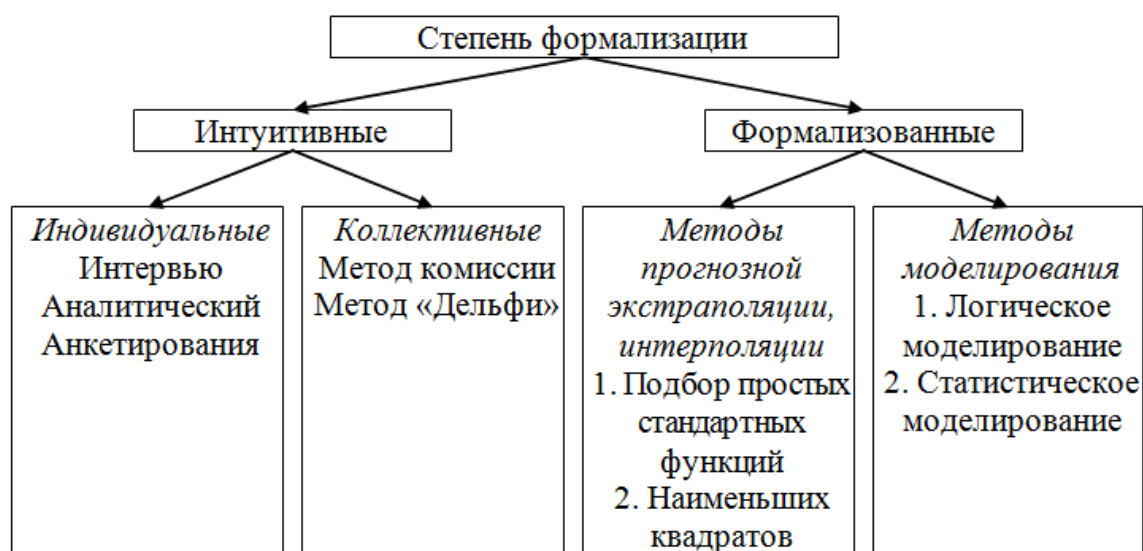 Степень формализации
Интуитивные
Формализованные
Индивидуальные
Интервью
Аналитический
Анкетирования
Коллективные
Метод комиссии
Метод «Дельфи»
Методы
прогнозной
экстраполяции,
интерполяции
1. Подбор простых
стандартных
функций
2. Наименьших
квадратов
Методы
моделирования
1. Логическое
моделирование
2. Статистическое
моделирование